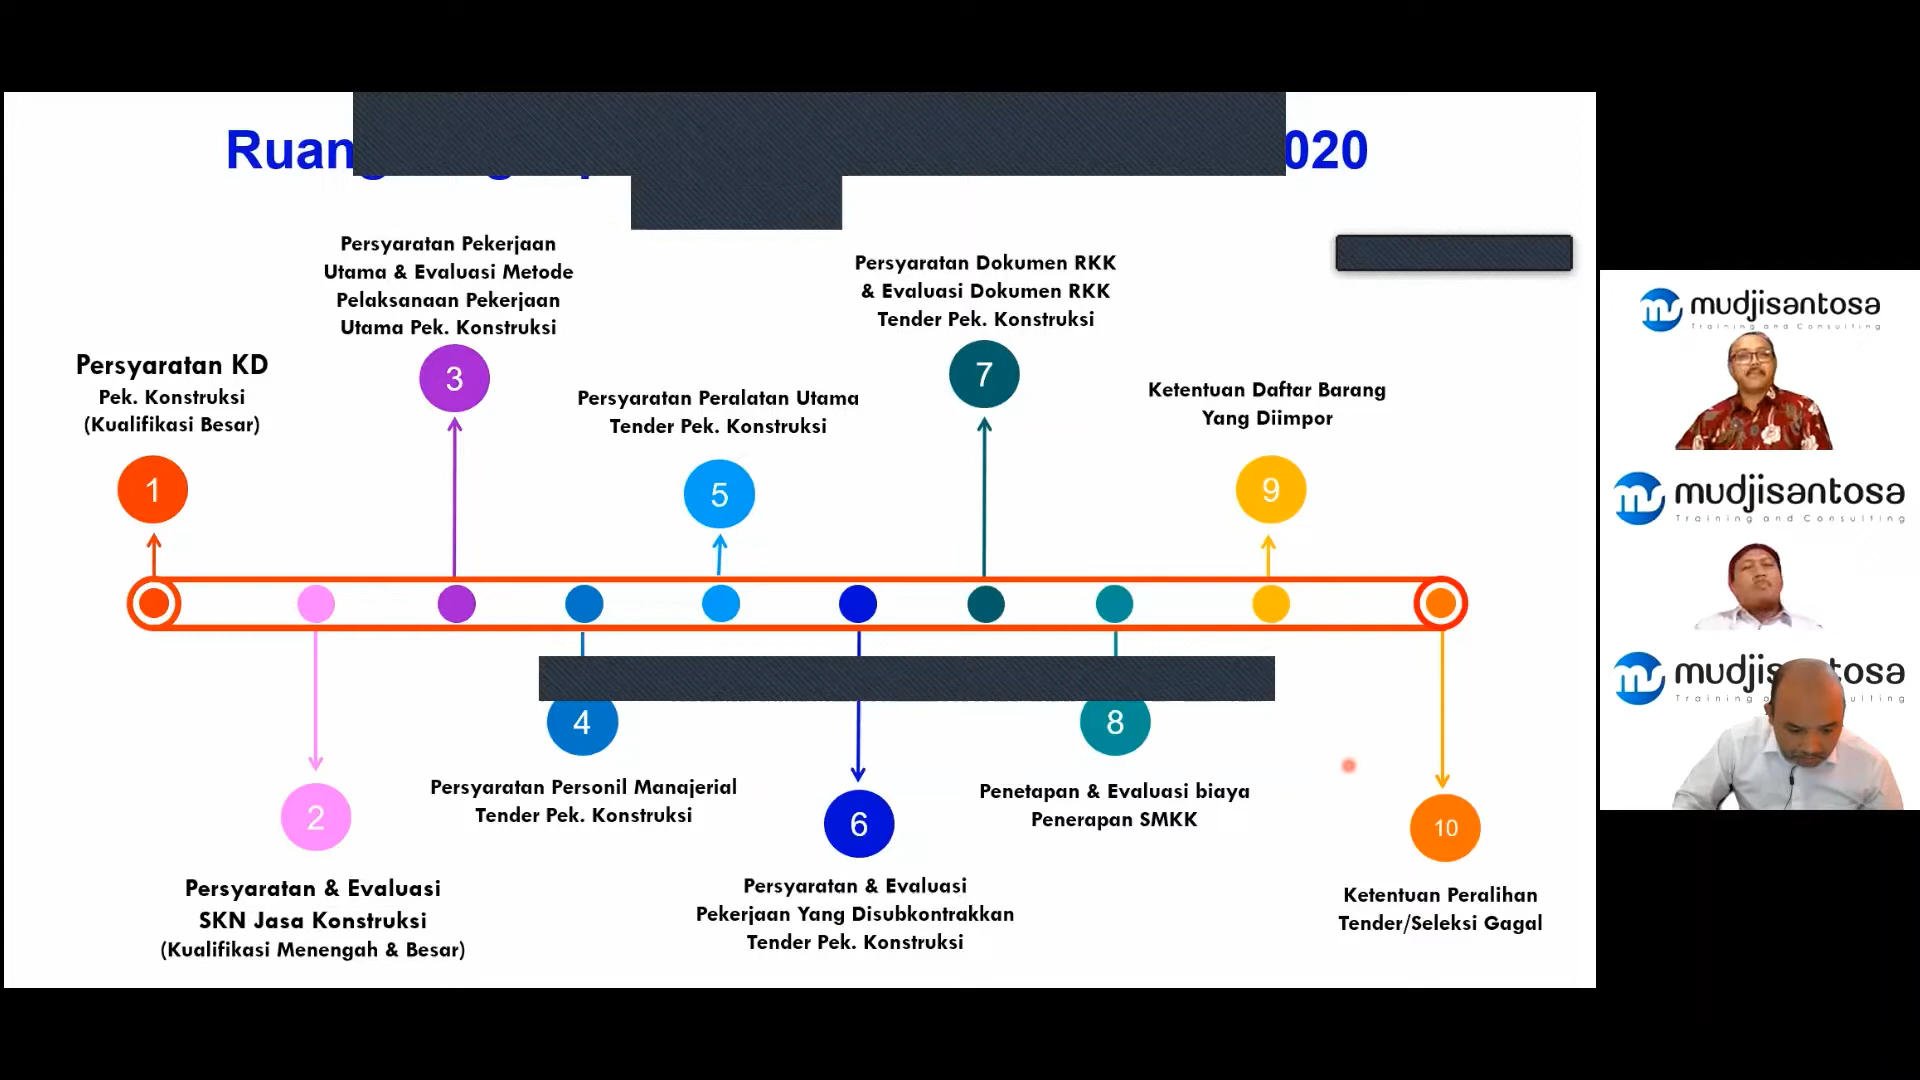 020
Persyaratan KD
Pek. Konstruksi
(Kualifikasi Besar)
1
Persyaratan & Evaluasi
SKN Jasa Konstruksi
(Kualifikasi Menengah & Besar)
2
Persyaratan Pekerjaan
Utama & Evaluasi Metode
Pelaksanaan Pekerjaan
Utama Pek. Konstruksi
3
4
Persyaratan Personil Manajerial
Tender Pek. Konstruksi
Persyaratan Peralatan Utama
Tender Pek. Konstruksi
5
6
Persyaratan & Evaluasi
Pekerjaan Yang Disubkontrakkan
Tender Pek. Konstruksi
Persyaratan Dokumen RKK
& Evaluasi Dokumen RKK
Tender Pek. Konstruksi
7
8
Penetapan & Evaluasi biaya
Penerapan SMKK
Ketentuan Daftar Barang
Yang Diimpor
9
10
Ketentuan Peralihan
Tender/Seleksi Gagal
mudjisantosa
Training and Consulting
mudjisantosa
Training and Consulting